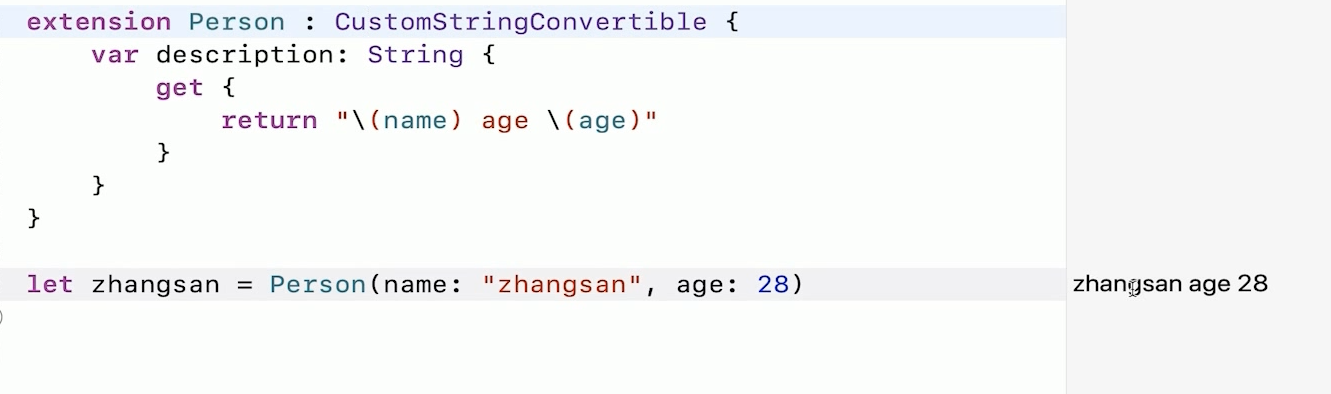 extension Person : CustomStringConvertible {
var description: String {
get {
return "\(name) age \(age)"
}
}
}
let zhangsan = Person(name: "zhangsan", age: 28) zhangsan age 28